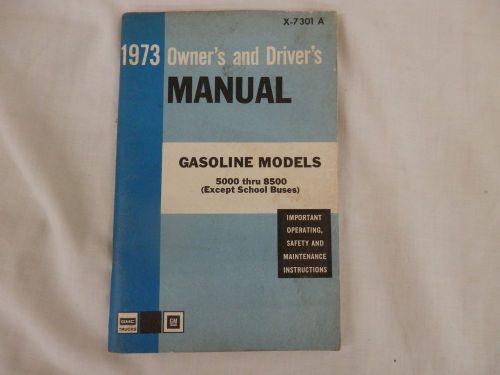 X-7301 A
1973 Owner's and Driver's
MANUAL
GASOLINE MODELS
5000 thru 8500
(Except School Buses)
IMPORTANT
OPERATING,
SAFETY AND
MAINTENANCE
INSTRUCTIONS
GMC
TRUCKS
GM